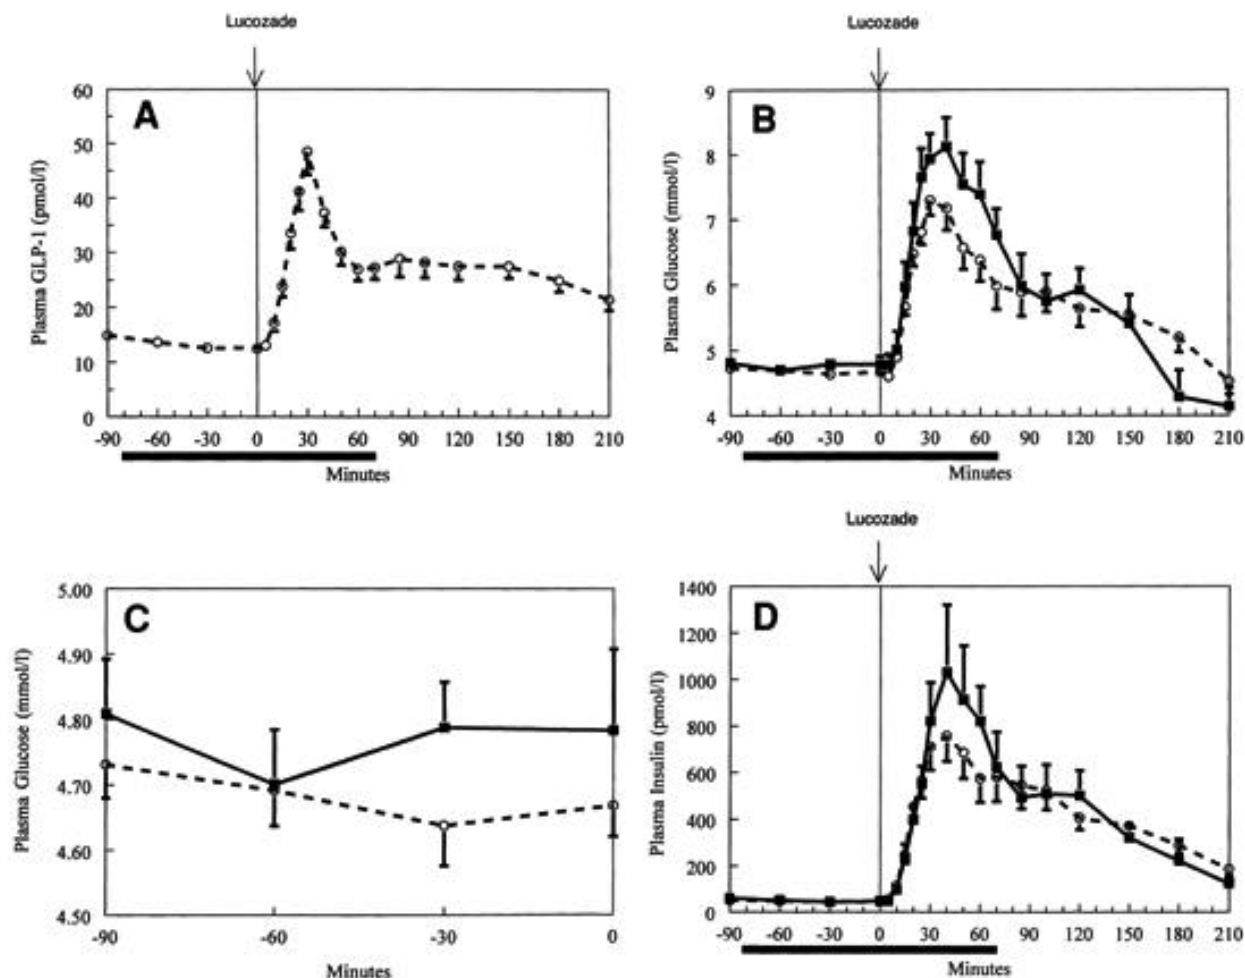 Lucozade
A
Plasma GLP-1 (pmol/l)
60
50
40
30
20
10
0
-90 -60 -30 0 30 60 90 120 150 180 210
Minutes
Lucozade
B
Plasma Glucose (mmol/l)
9
8
7
6
5
4
-90 -60 -30 0 30 60 90 120 150 180 210
Minutes
C
Plasma Glucose (mmol/l)
5.00
4.90
4.80
4.70
4.60
4.50
-90 -60 -30 0
Minutes
Lucozade
D
Plasma Insulin (pmol/l)
1400
1200
1000
800
600
400
200
0
-90 -60 -30 0 30 60 90 120 150 180 210
Minutes